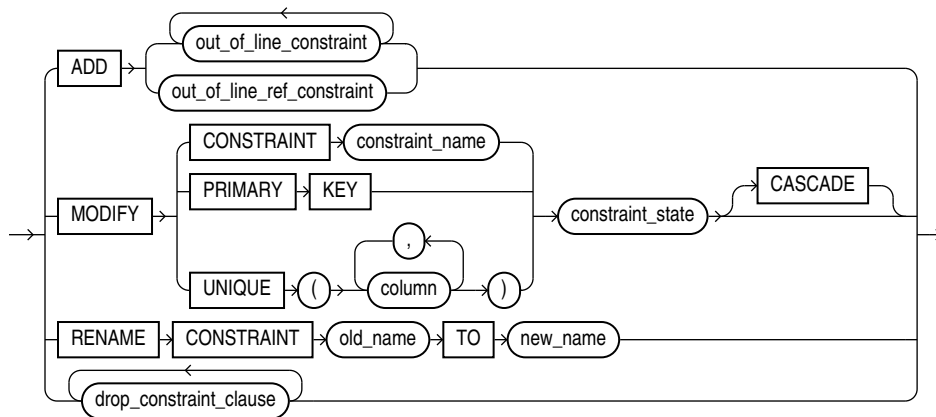 out_of_line_constraint
ADD
out_of_line_ref_constraint
CONSTRAINT constraint_name
PRIMARY KEY
CASCADE
MODIFY
constraint_state
,
UNIQUE ( column )
RENAME CONSTRAINT old_name TO new_name
drop_constraint_clause